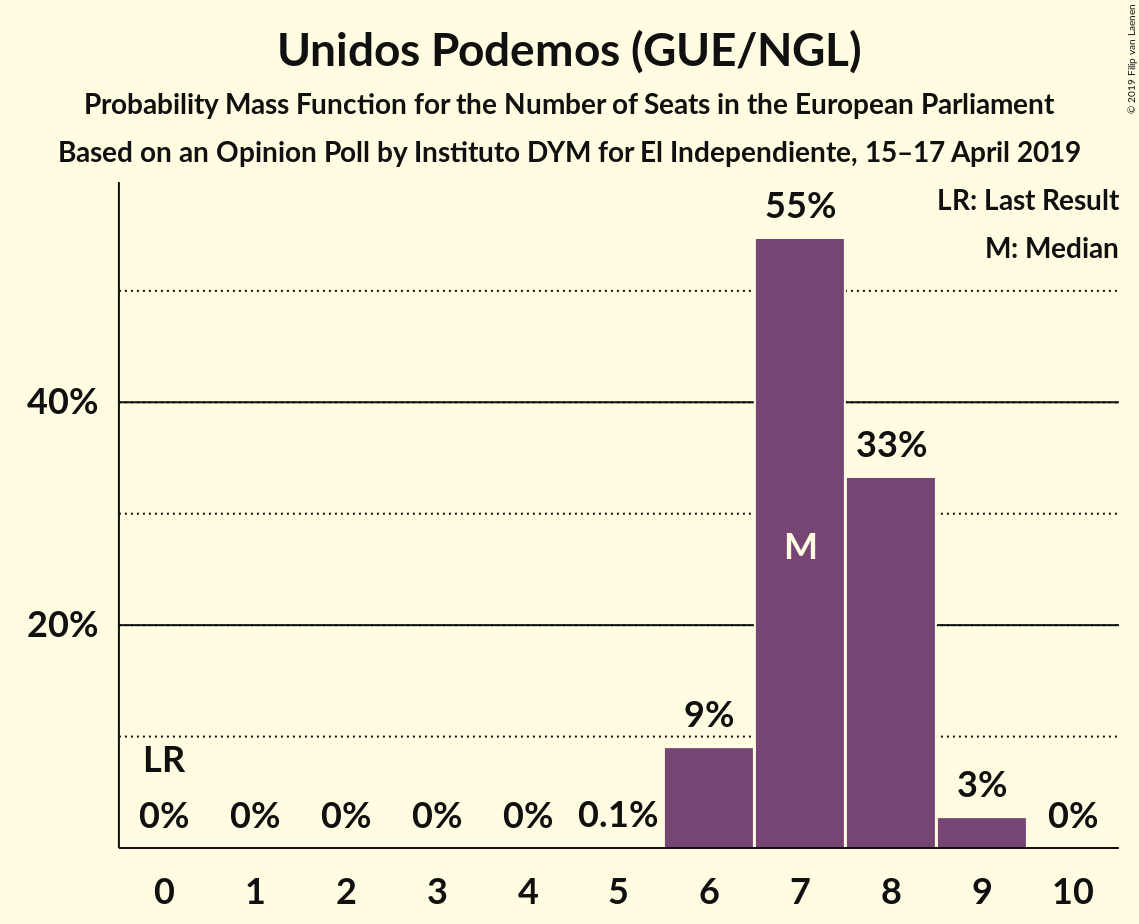 Unidos Podemos (GUE/NGL)
Probability Mass Function for the Number of Seats in the European Parliament
Based on an Opinion Poll by Instituto DYM for El Independiente, 15–17 April 2019
© 2019 Filip van Laenen
LR: Last Result
M: Median
55%
40%
33%
M
20%
9%
LR
3%
0% 0% 0% 0% 0% 0.1% 0%
0 1 2 3 4 5 6 7 8 9 10